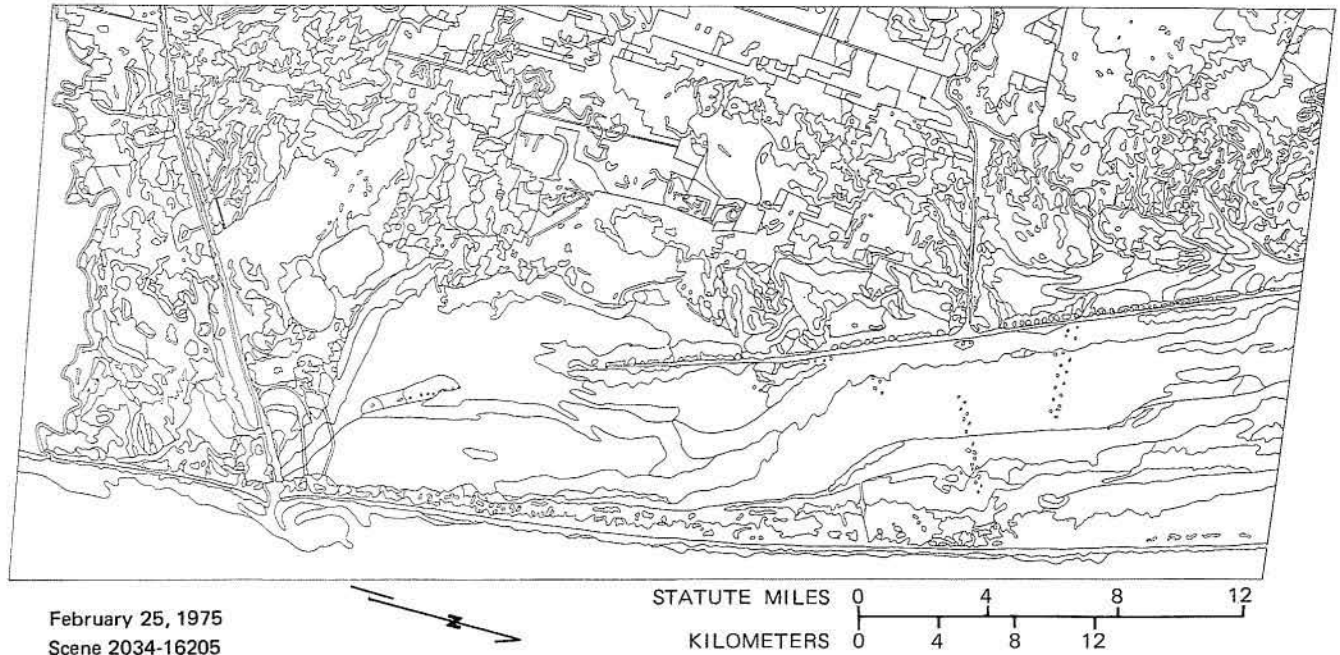 February 25, 1975
Scene 2034-16205
N
STATUTE MILES 0 4 8 12
KILOMETERS 0 4 8 12